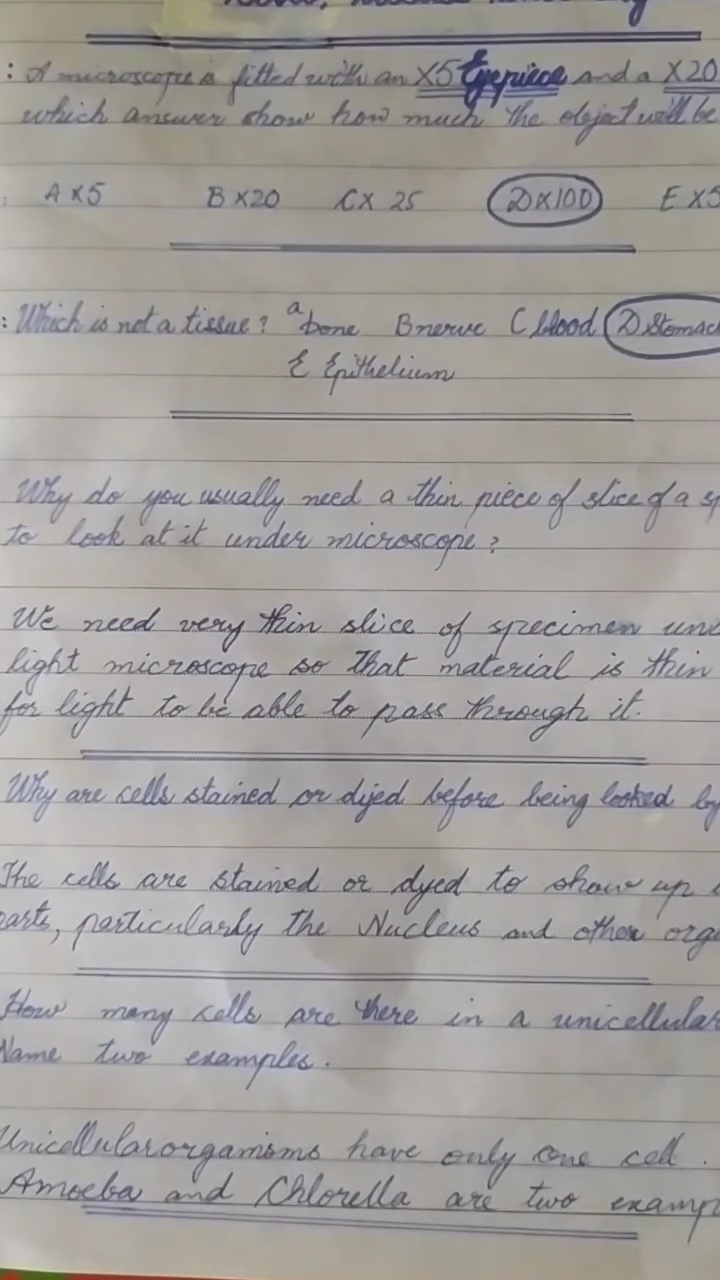 : A microscope is fitted with an X5 Eyepiece and a X20
which answer show how much the object will be
A X5 B X20 C X 25 D X100 E X5
: Which is not a tissue? a bone B nerve C blood D Stomac
E Epithelium
Why do you usually need a thin piece of slice of a sp
to look at it under microscope?
We need very thin slice of specimen und
light microscope so that material is thin
for light to be able to pass through it.
Why are cells stained or dyed before being looked by
The cells are stained or dyed to show up
parts, particularly the Nucleus and other orga
How many cells are there in a unicellular
Name two examples.
Unicellular organisms have only one cell.
Amoeba and Chlorella are two examp